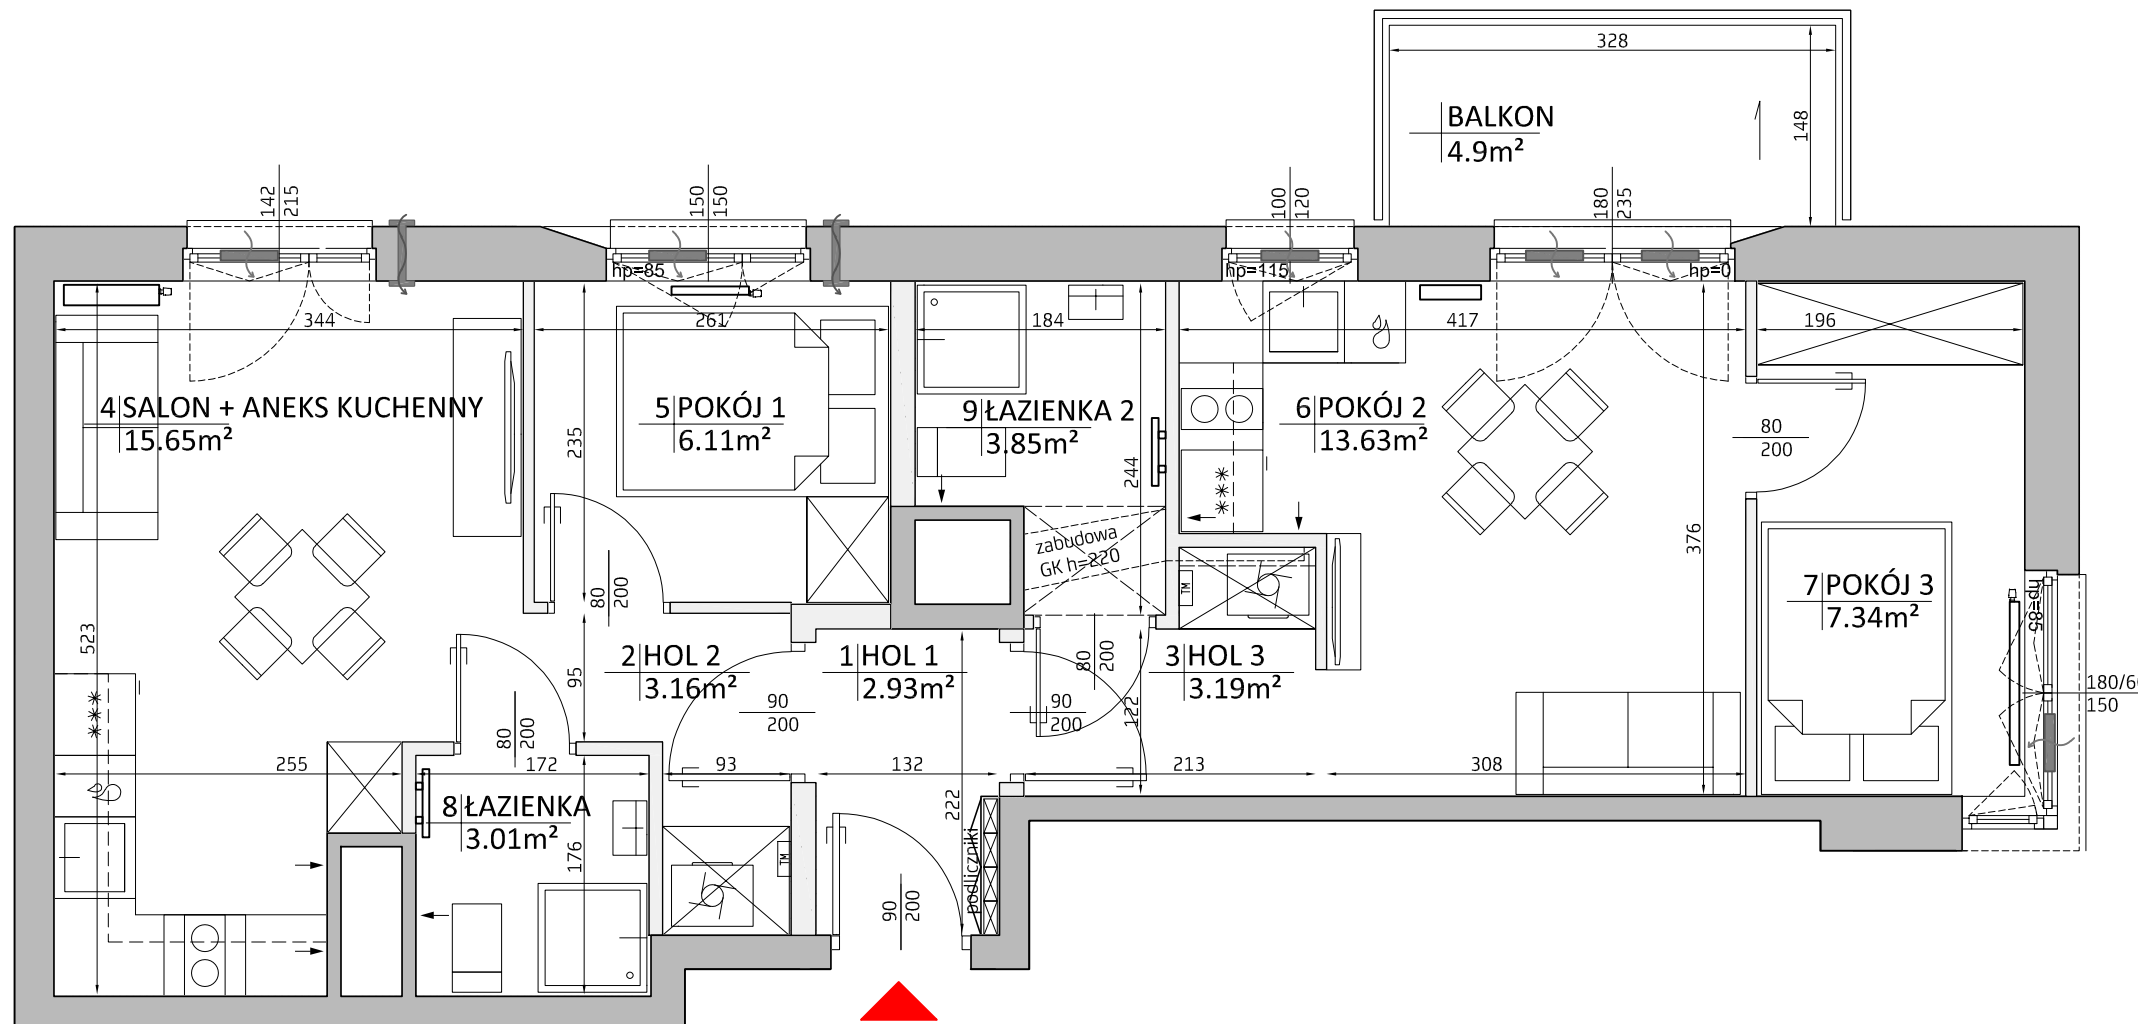 328
148
BALKON
4.9m²
142
215
150
150
100
120
180
235
hp=85
hp=115
hp=0
344
261
184
417
196
4 SALON + ANEKS KUCHENNY
15.65m²
5 POKÓJ 1
6.11m²
9 ŁAZIENKA 2
3.85m²
6 POKÓJ 2
13.63m²
80
200
235
244
376
***
zabudowa
GK h=220
TM
80
200
7 POKÓJ 3
7.34m²
hp=85
523
95
2 HOL 2
3.16m²
1 HOL 1
2.93m²
80
200
3 HOL 3
3.19m²
122
90
200
90
200
180/60
150
***
80
200
255
172
93
132
213
308
8 ŁAZIENKA
3.01m²
176
222
TM
podliczniki
90
200